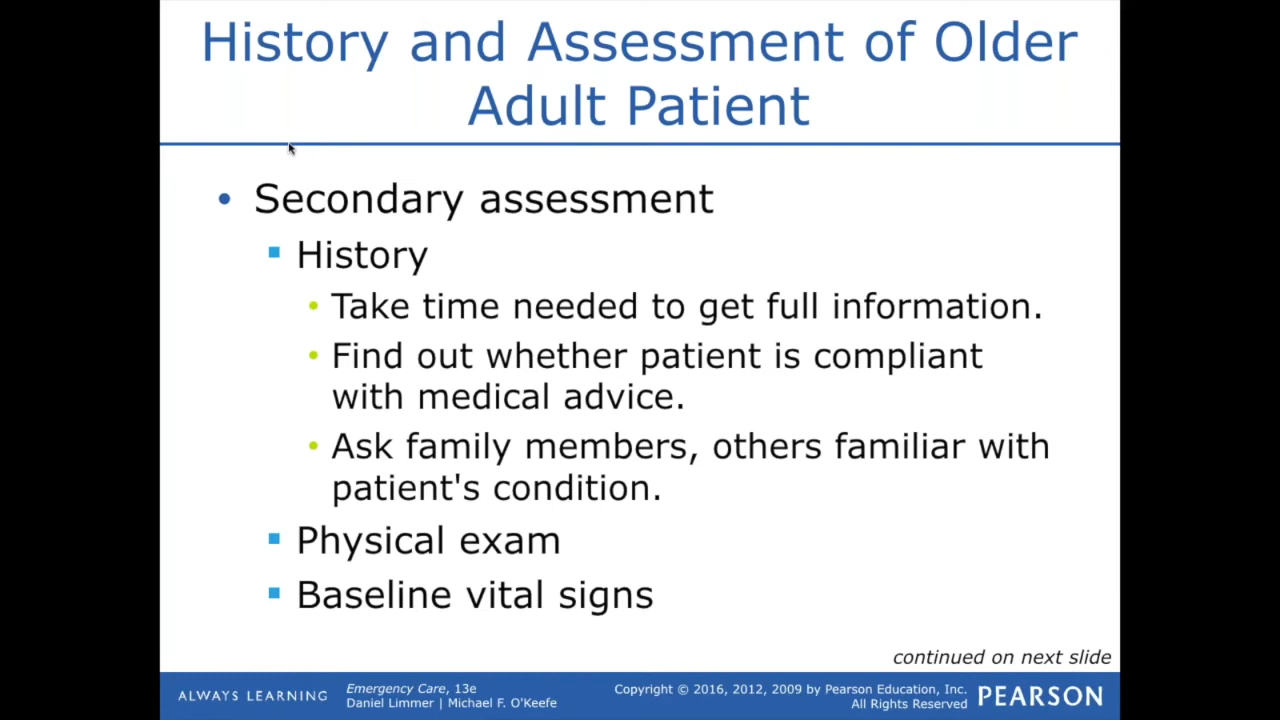 History and Assessment of Older
Adult Patient
• Secondary assessment
▪ History
• Take time needed to get full information.
• Find out whether patient is compliant
with medical advice.
• Ask family members, others familiar with
patient's condition.
▪ Physical exam
▪ Baseline vital signs
continued on next slide
ALWAYS LEARNING
Emergency Care, 13e
Daniel Limmer | Michael F. O'Keefe
Copyright © 2016, 2012, 2009 by Pearson Education, Inc.
All Rights Reserved
PEARSON